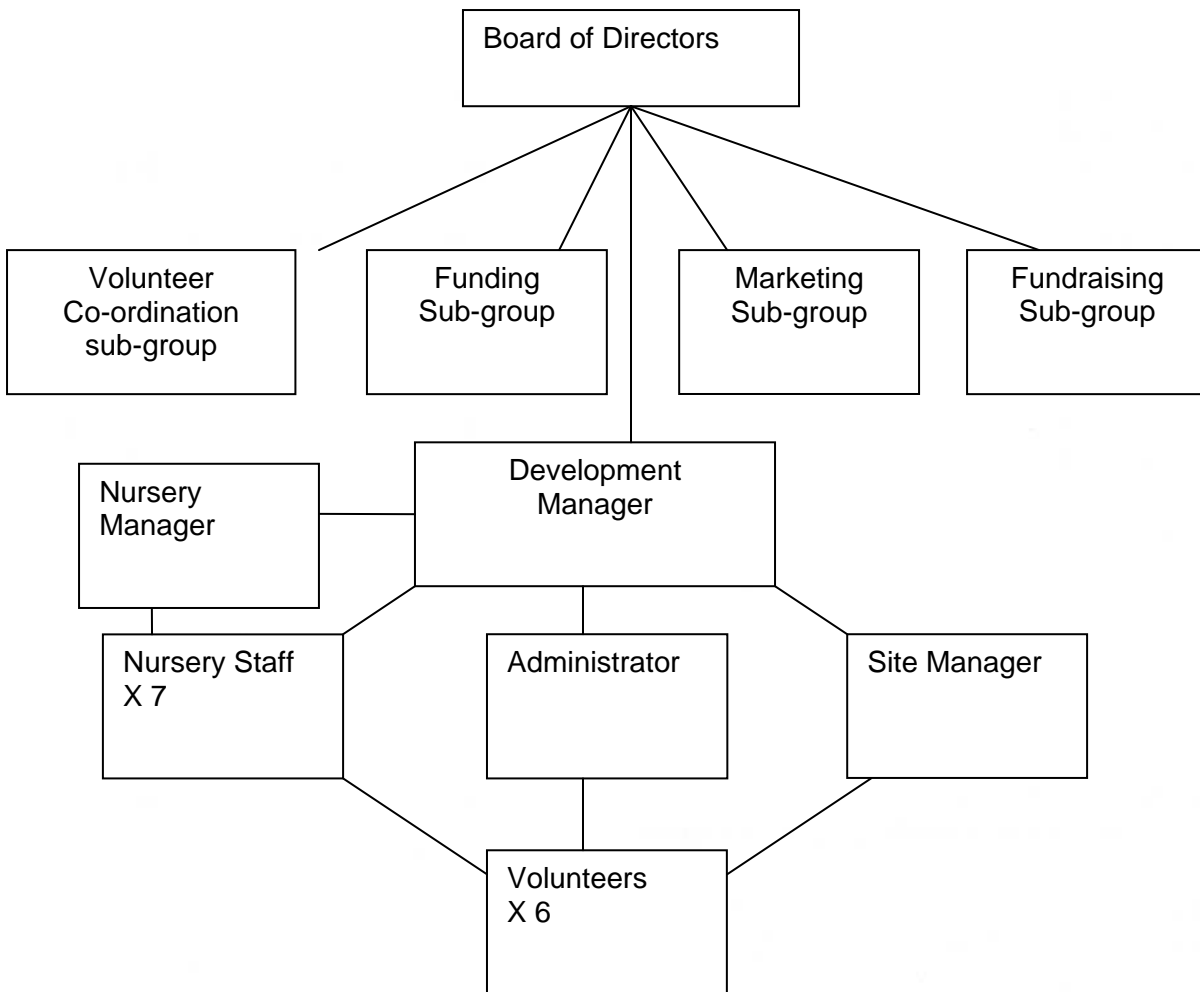 Board of Directors
Volunteer
Co-ordination
sub-group
Funding
Sub-group
Marketing
Sub-group
Fundraising
Sub-group
Nursery
Manager
Development
Manager
Nursery Staff
X 7
Administrator
Site Manager
Volunteers
X 6